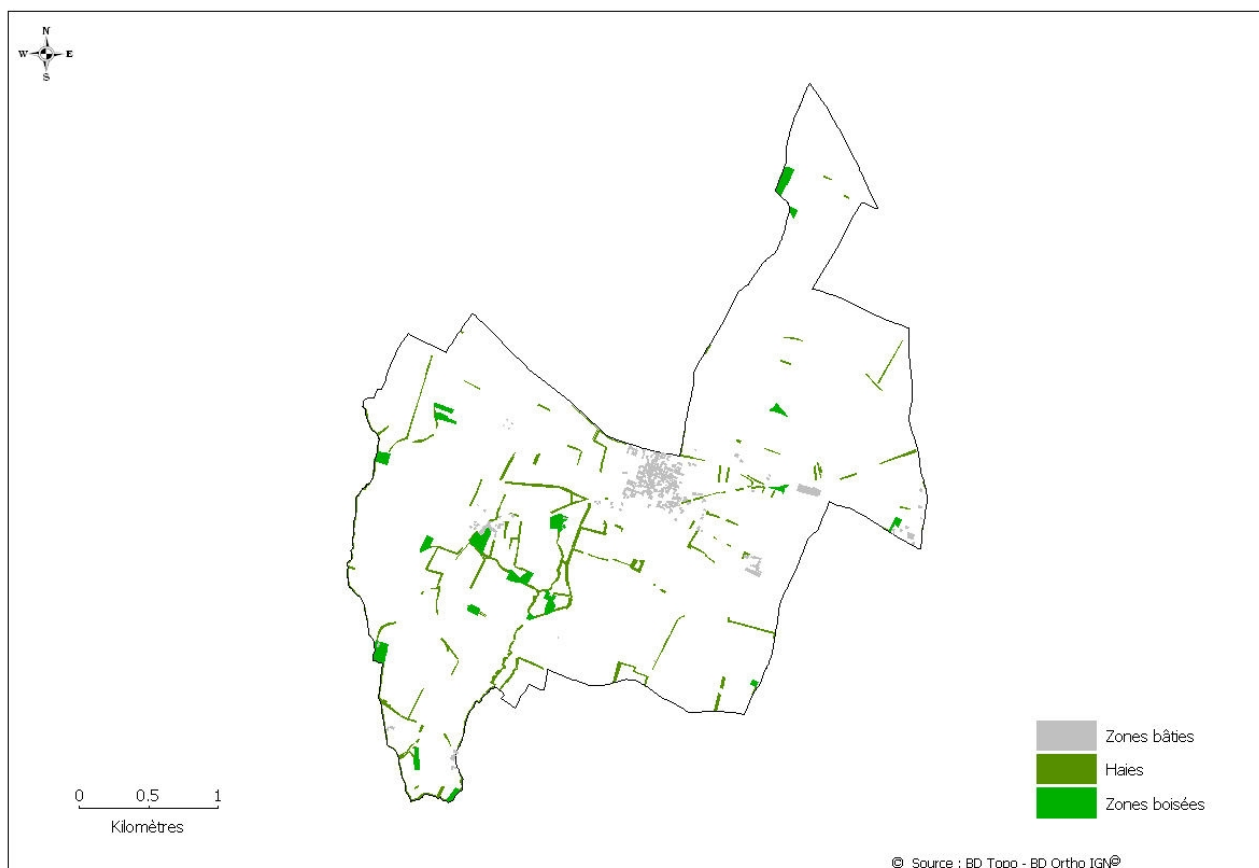 N
W E
S
Zones bâties
Haies
Zones boisées
0 0.5 1
Kilomètres
© Source : BD Topo - BD Ortho IGN©